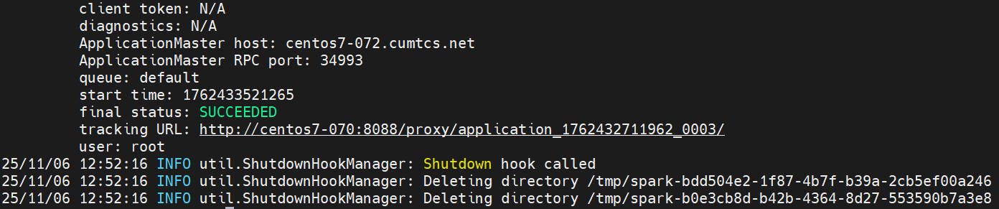 client token: N/A
diagnostics: N/A
ApplicationMaster host: centos7-072.cumtcs.net
ApplicationMaster RPC port: 34993
queue: default
start time: 1762433521265
final status: SUCCEEDED
tracking URL: http://centos7-070:8088/proxy/application_1762432711962_0003/
user: root
25/11/06 12:52:16 INFO util.ShutdownHookManager: Shutdown hook called
25/11/06 12:52:16 INFO util.ShutdownHookManager: Deleting directory /tmp/spark-bdd504e2-1f87-4b7f-b39a-2cb5ef00a246
25/11/06 12:52:16 INFO util.ShutdownHookManager: Deleting directory /tmp/spark-b0e3cb8d-b42b-4364-8d27-553590b7a3e8